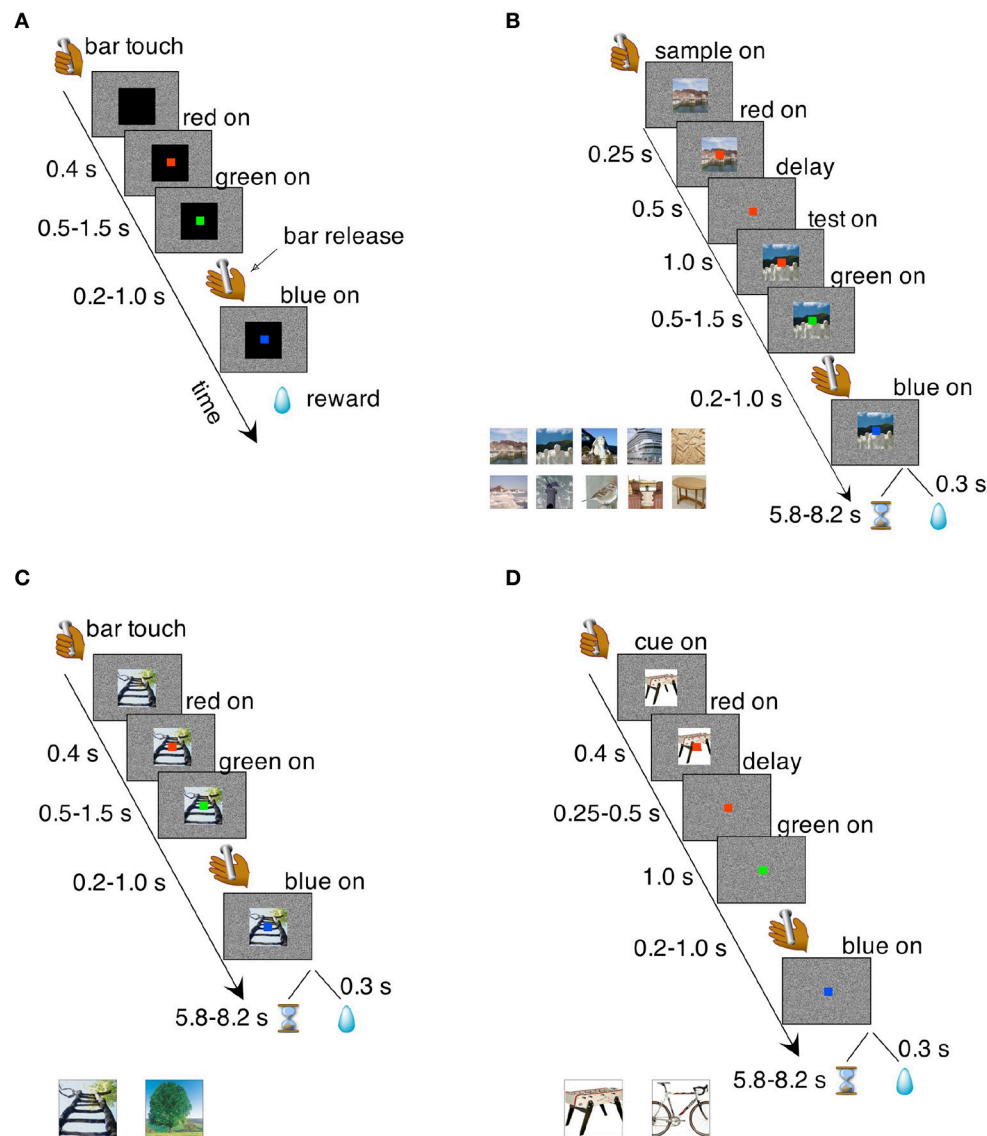 A
bar touch
red on
0.4 s
green on
0.5-1.5 s
bar release
0.2-1.0 s
blue on
time
reward
B
sample on
red on
0.25 s
delay
0.5 s
test on
1.0 s
green on
0.5-1.5 s
0.2-1.0 s
blue on
0.3 s
5.8-8.2 s
C
bar touch
red on
0.4 s
green on
0.5-1.5 s
0.2-1.0 s
blue on
0.3 s
5.8-8.2 s
D
cue on
red on
0.4 s
delay
0.25-0.5 s
green on
1.0 s
0.2-1.0 s
blue on
0.3 s
5.8-8.2 s